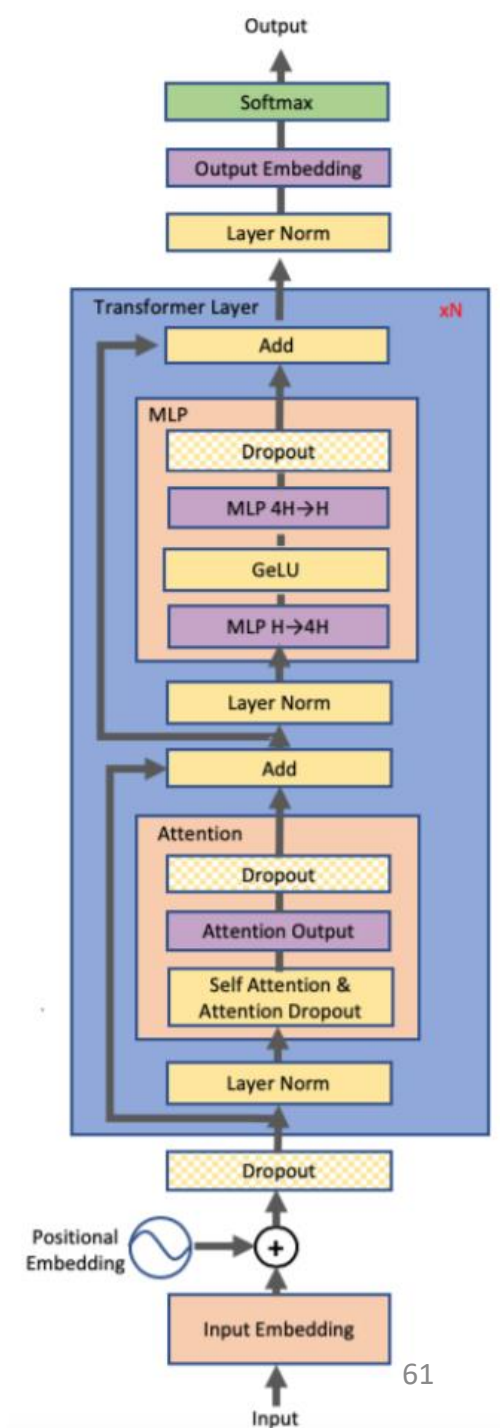 Output
Softmax
Output Embedding
Layer Norm
Transformer Layer
xN
Add
MLP
Dropout
MLP 4H→H
GeLU
MLP H→4H
Layer Norm
Add
Attention
Dropout
Attention Output
Self Attention &
Attention Dropout
Layer Norm
Dropout
Positional
Embedding
+
Input Embedding
61
Input